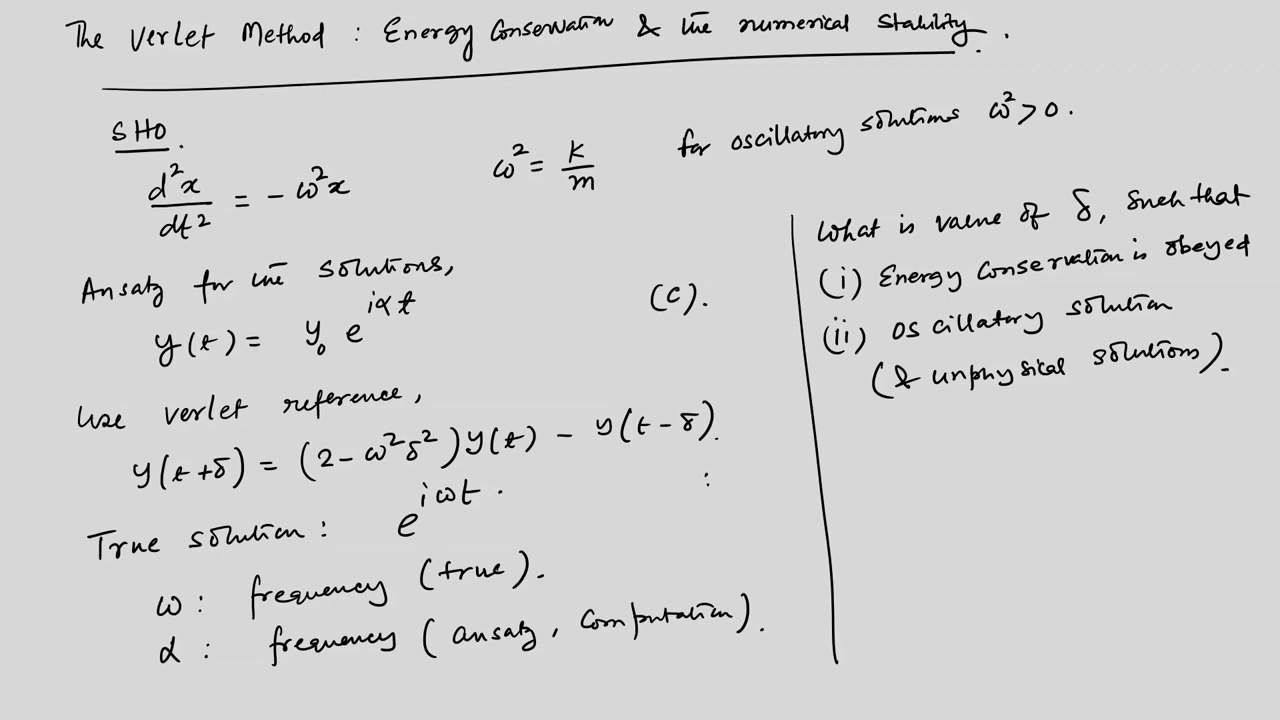 The Verlet Method : Energy Conservation & the numerical stability.
SHO.
d²x/dt² = - ω²x
ω² = k/m
for oscillatory solutions ω² > 0.
Ansatz for the solutions,
y(t) = y₀ e^{iαt}
(C).
Use verlet reference,
y(t+δ) = (2-ω²δ²)y(t) - y(t-δ).
True solution : e^{iωt}.
:
ω : frequency (true).
α : frequency (ansatz, computation).
What is value of δ, such that
(i) Energy Conservation is obeyed
(ii) oscillatory solution
(& unphysical solutions).